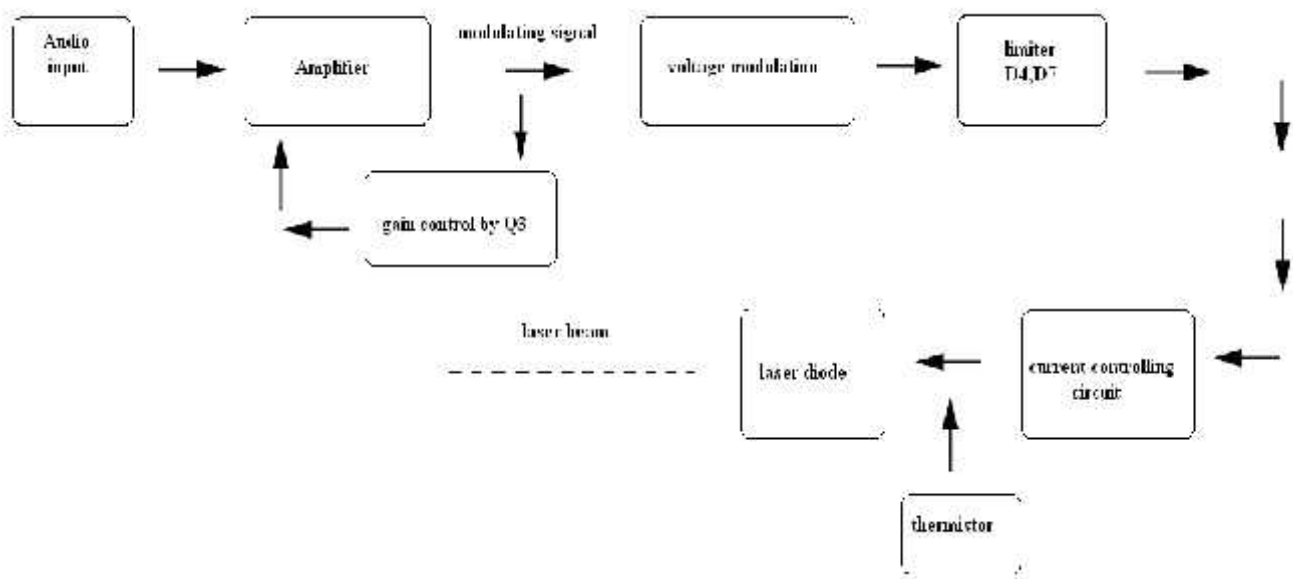 Audio
input
Amplifier
modulating signal
voltage modulation
limiter
D4,D7
gain control by Q3
laser beam
laser diode
current controlling
circuit
thermistor